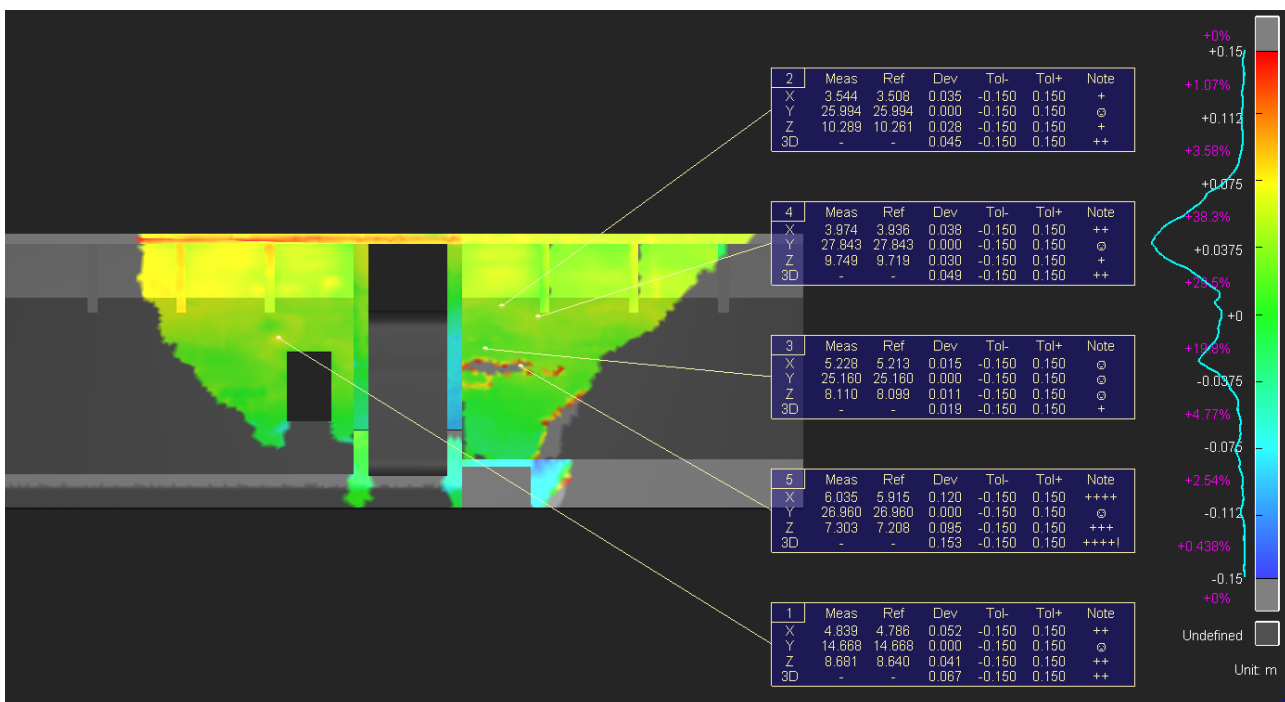 2 Meas Ref Dev Tol- Tol+ Note
X 3.544 3.508 0.035 -0.150 0.150 +
Y 25.994 25.994 0.000 -0.150 0.150 ☺
Z 10.289 10.261 0.028 -0.150 0.150 +
3D - - 0.045 -0.150 0.150 ++
4 Meas Ref Dev Tol- Tol+ Note
X 3.974 3.936 0.038 -0.150 0.150 ++
Y 27.843 27.843 0.000 -0.150 0.150 ☺
Z 9.749 9.719 0.030 -0.150 0.150 +
3D - - 0.049 -0.150 0.150 ++
3 Meas Ref Dev Tol- Tol+ Note
X 5.228 5.213 0.015 -0.150 0.150 ☺
Y 25.160 25.160 0.000 -0.150 0.150 ☺
Z 8.110 8.099 0.011 -0.150 0.150 ☺
3D - - 0.019 -0.150 0.150 +
5 Meas Ref Dev Tol- Tol+ Note
X 6.035 5.915 0.120 -0.150 0.150 ++++
Y 26.960 26.960 0.000 -0.150 0.150 ☺
Z 7.303 7.208 0.095 -0.150 0.150 +++
3D - - 0.153 -0.150 0.150 ++++!
1 Meas Ref Dev Tol- Tol+ Note
X 4.839 4.786 0.052 -0.150 0.150 ++
Y 14.668 14.668 0.000 -0.150 0.150 ☺
Z 8.681 8.640 0.041 -0.150 0.150 ++
3D - - 0.067 -0.150 0.150 ++
+0%
+0.15
+1.07%
+0.112
+3.58%
+0.075
+38.3%
+0.0375
+0
-0.0375
+4.77%
-0.075
+2.54%
-0.112
+0.438%
-0.15
+0%
Undefined
Unit: m